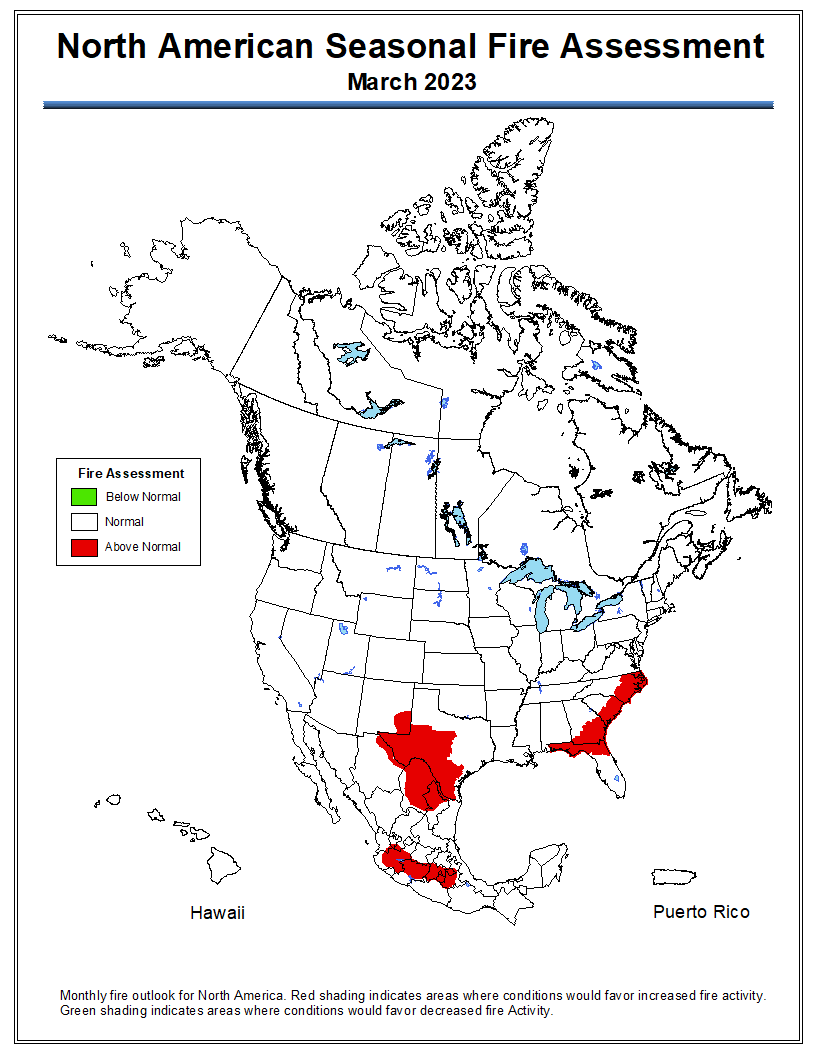 North American Seasonal Fire Assessment
March 2023
Fire Assessment
Below Normal
Normal
Above Normal
Hawaii
Puerto Rico
Monthly fire outlook for North America. Red shading indicates areas where conditions would favor increased fire activity.
Green shading indicates areas where conditions would favor decreased fire Activity.